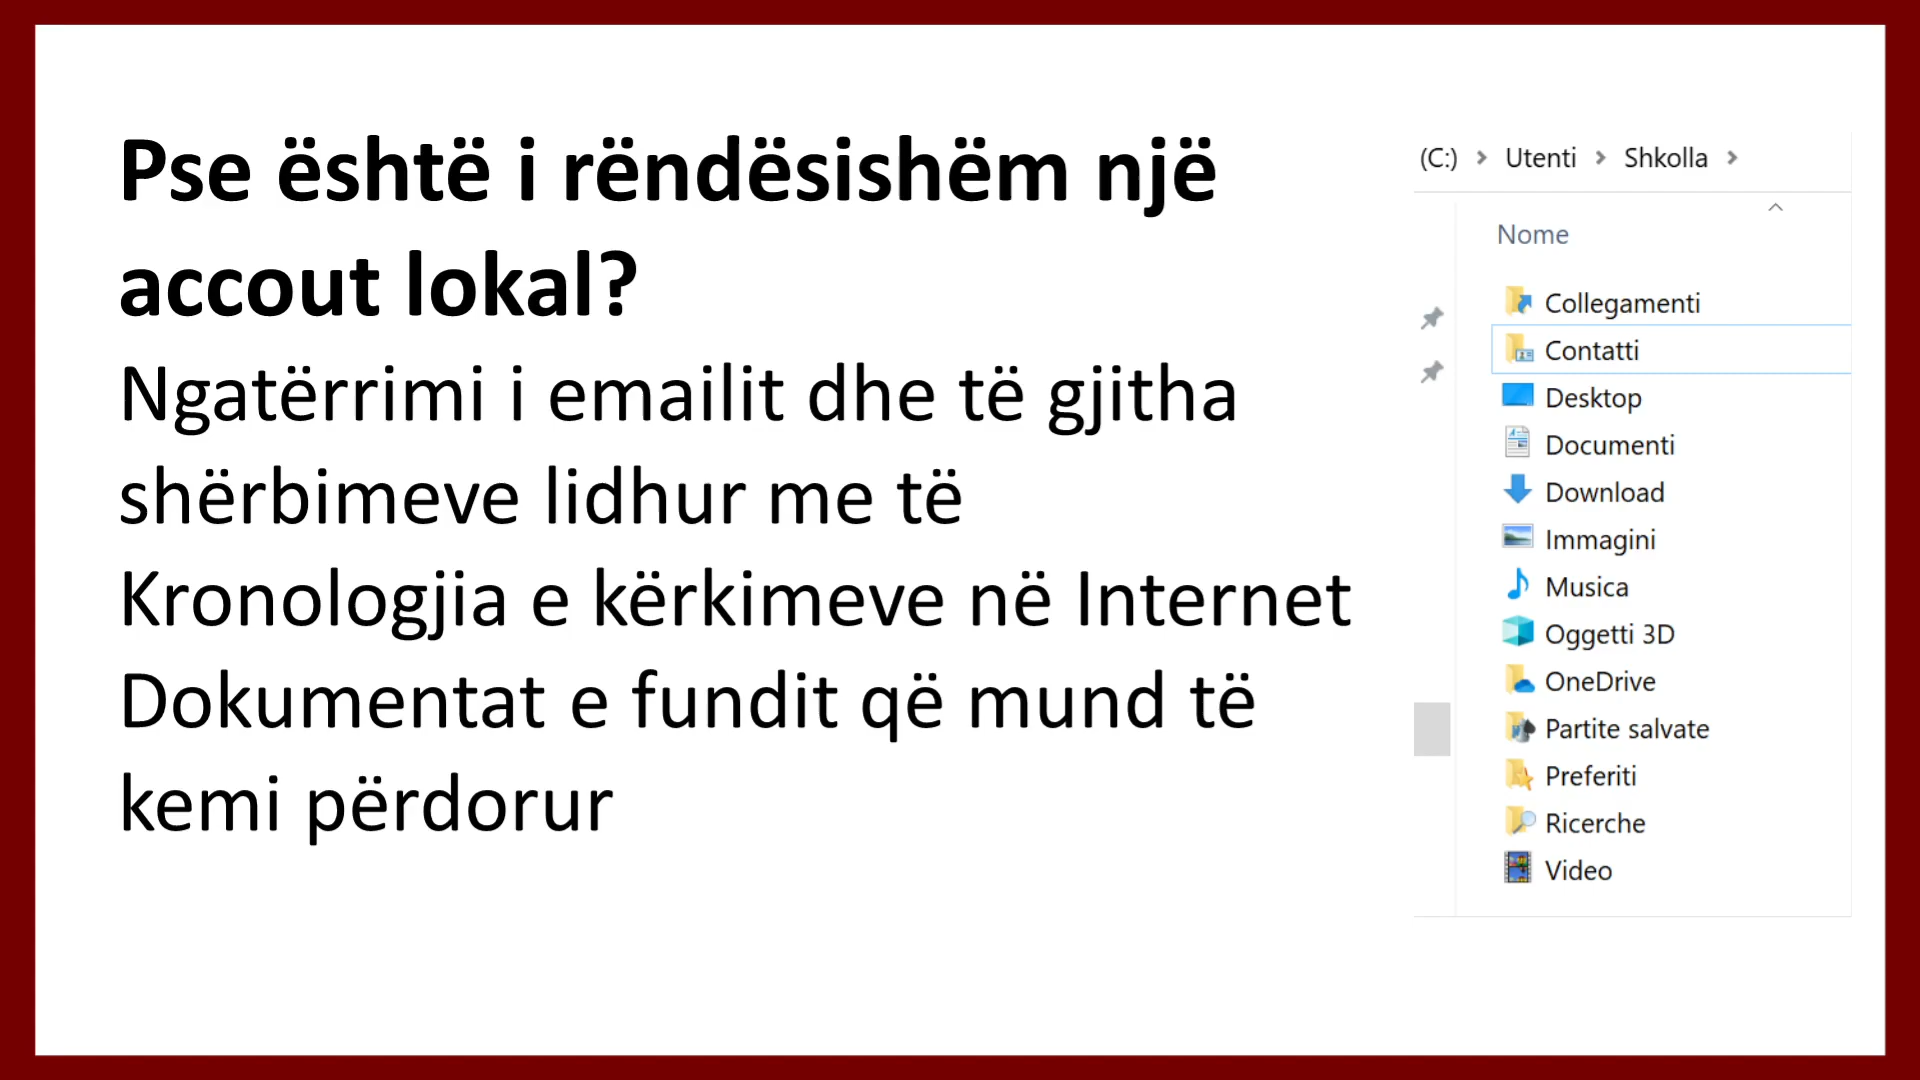 Pse është i rëndësishëm një
accout lokal?
Ngatërrimi i emailit dhe të gjitha
shërbimeve lidhur me të
Kronologjia e kërkimeve në Internet
Dokumentat e fundit që mund të
kemi përdorur
(C:) > Utenti > Shkolla >
Nome
Collegamenti
Contatti
Desktop
Documenti
Download
Immagini
Musica
Oggetti 3D
OneDrive
Partite salvate
Preferiti
Ricerche
Video